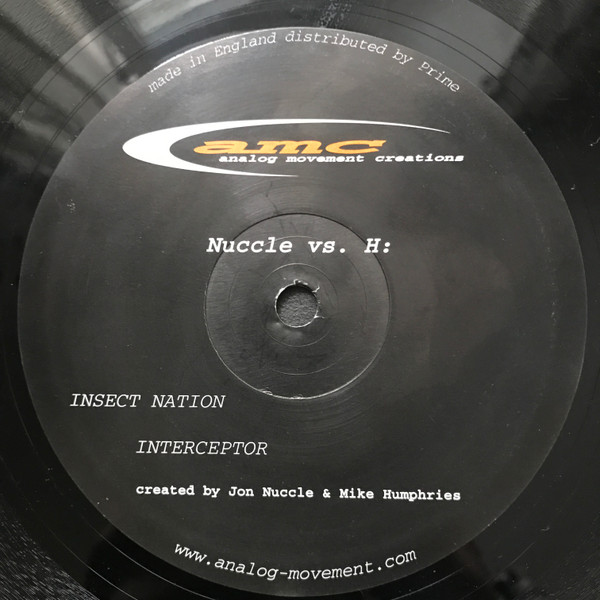 made in England distributed by Prime
amc
analog movement creations
Nuccle vs. H:
INSECT NATION
INTERCEPTOR
created by Jon Nuccle & Mike Humphries
www.analog-movement.com